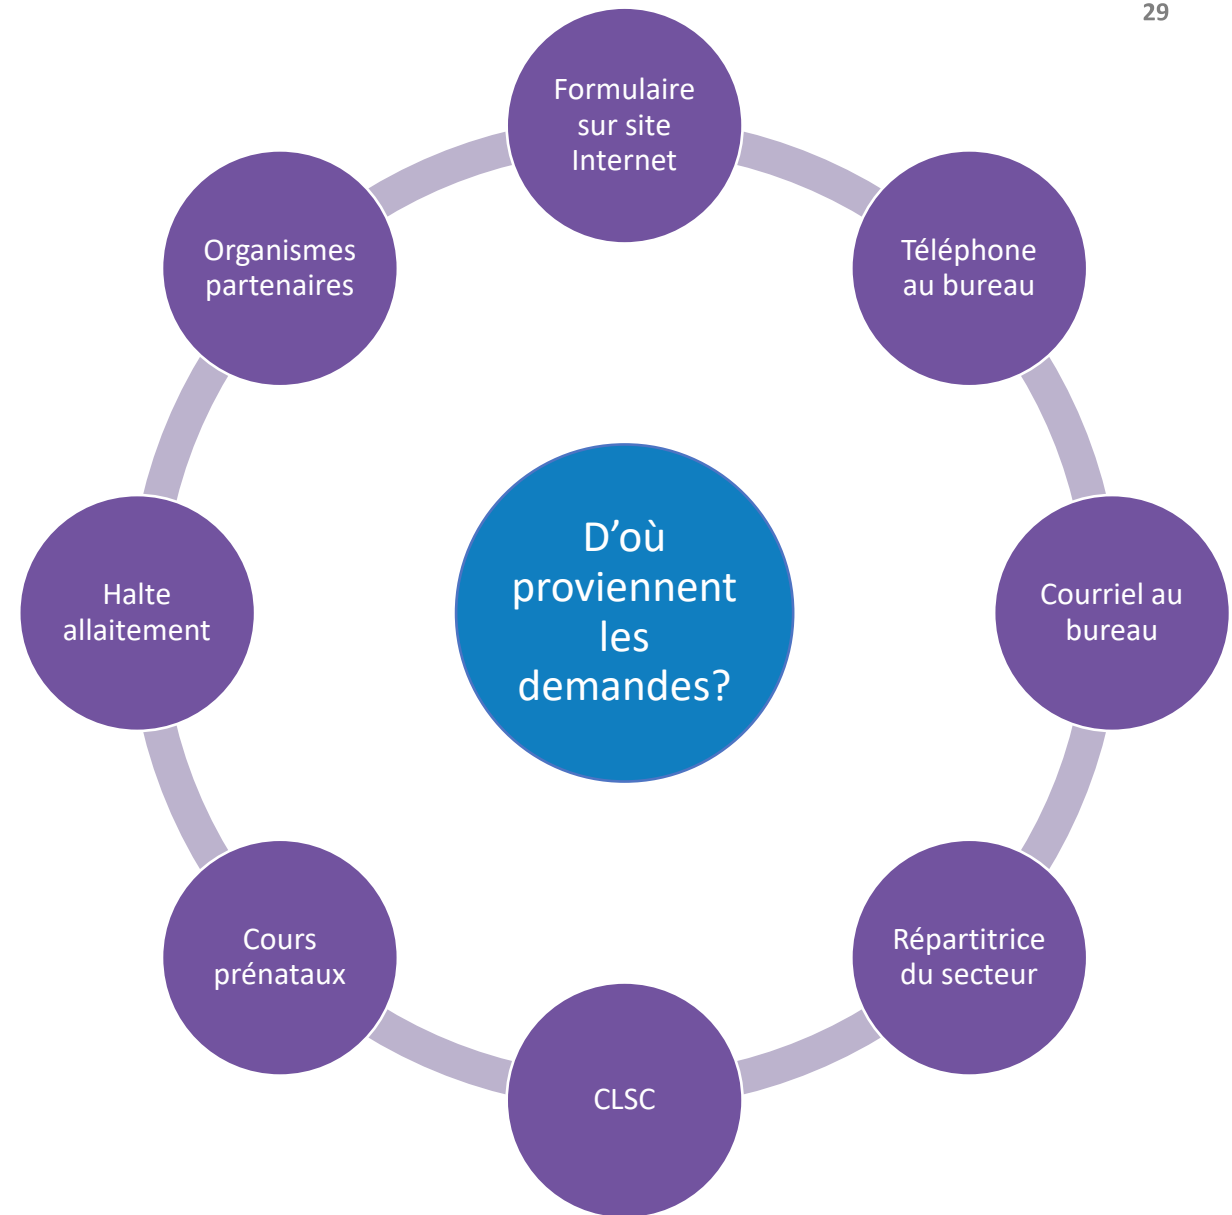 29
Formulaire
sur site
Internet
Téléphone
au bureau
Courriel au
bureau
Répartitrice
du secteur
CLSC
Cours
prénataux
Halte
allaitement
Organismes
partenaires
D’où
proviennent
les
demandes?